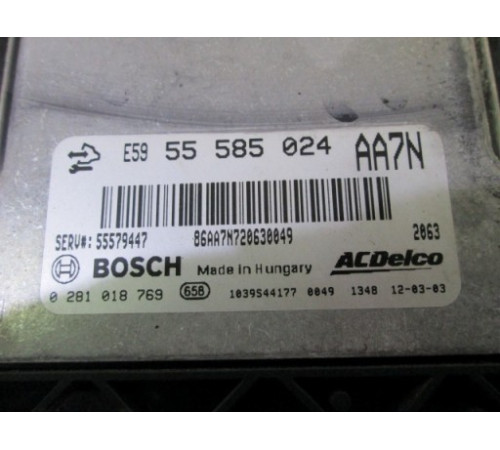 E59 55 585 024 AA7N
SERV#: 55579447 86AA7N720630049 2063
BOSCH Made in Hungary ACDelco
0 281 018 769 658 1039S44177 0049 1348 12-03-03